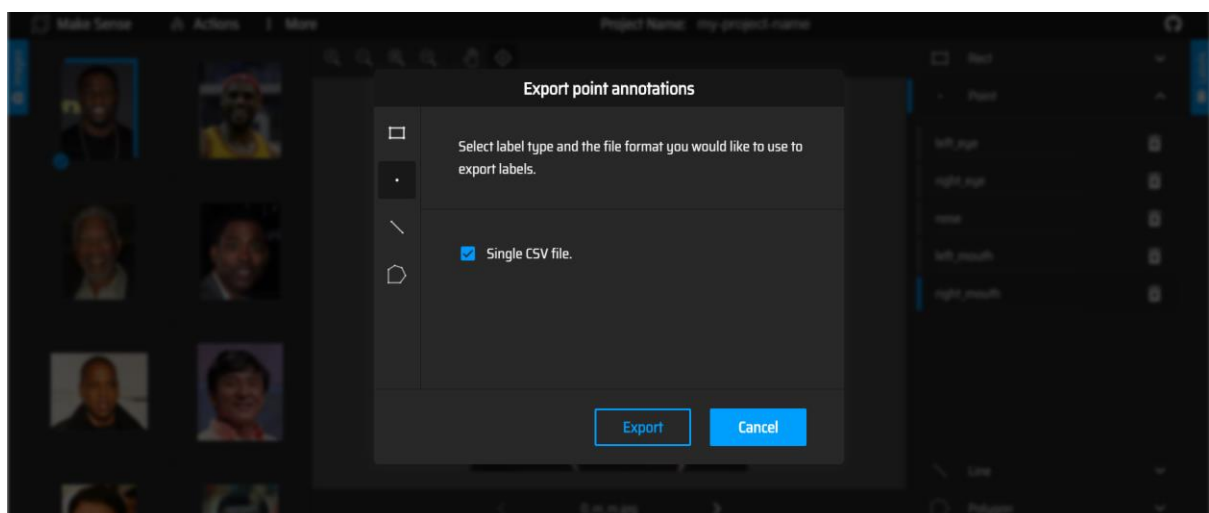 Make Sense
Actions
More
Project Name: my-project-name
Export point annotations
Select label type and the file format you would like to use to
export labels.
Single CSV file.
Export
Cancel
Rect
Point
left_eye
right_eye
nose
left_mouth
right_mouth
Line
Polygon